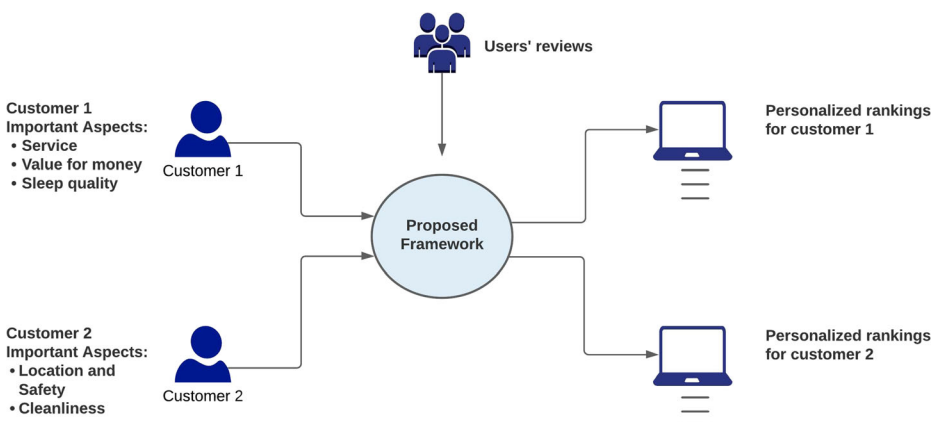 Users' reviews
Customer 1
Important Aspects:
• Service
• Value for money
• Sleep quality
Customer 1
Personalized rankings
for customer 1
Proposed
Framework
Customer 2
Important Aspects:
• Location and
Safety
• Cleanliness
Customer 2
Personalized rankings
for customer 2